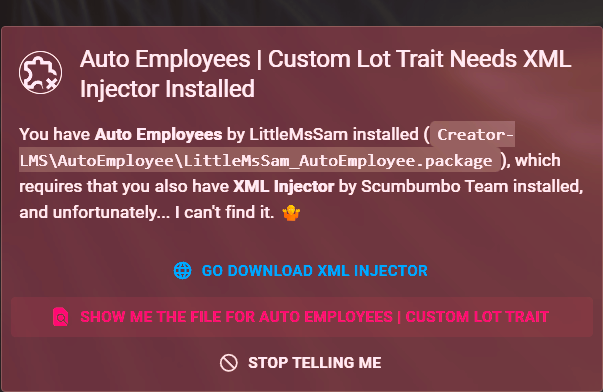 Auto Employees | Custom Lot Trait Needs XML
Injector Installed
You have Auto Employees by LittleMsSam installed ( Creator-
LMS\AutoEmployee\LittleMsSam_AutoEmployee.package ), which
requires that you also have XML Injector by Scumbumbo Team installed,
and unfortunately... I can't find it. 🤷
GO DOWNLOAD XML INJECTOR
SHOW ME THE FILE FOR AUTO EMPLOYEES | CUSTOM LOT TRAIT
STOP TELLING ME